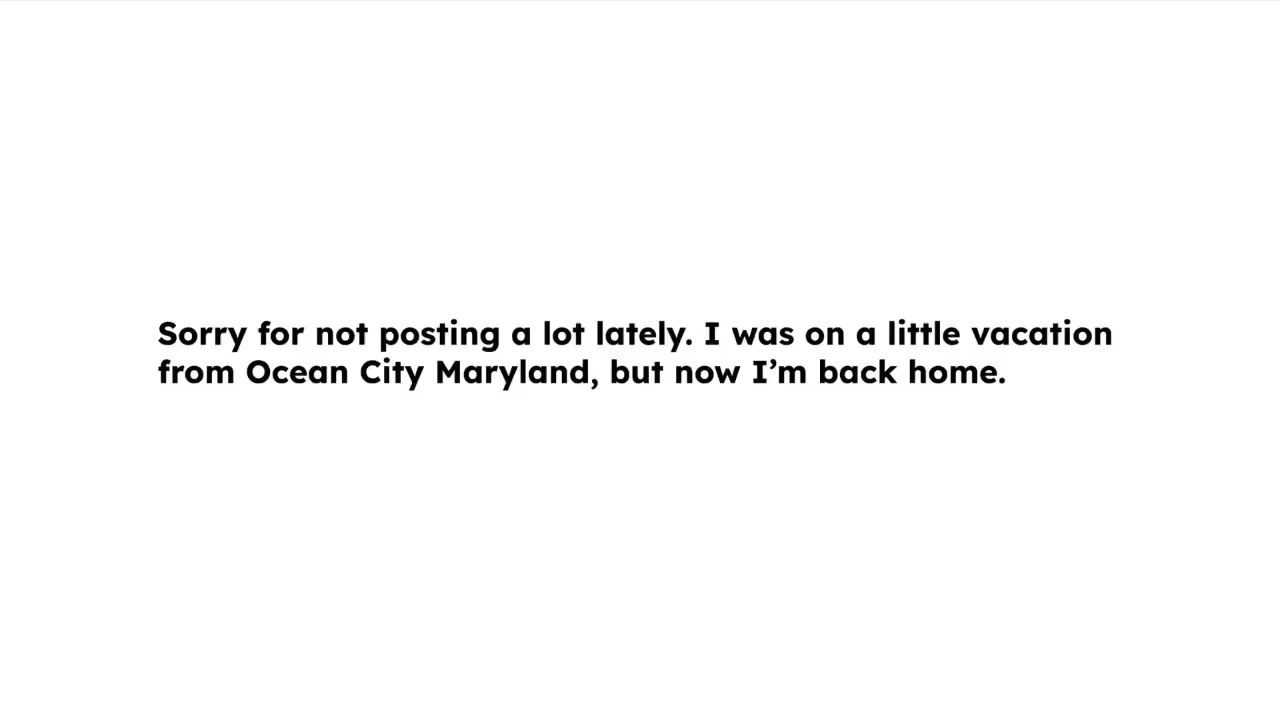 Sorry for not posting a lot lately. I was on a little vacation
from Ocean City Maryland, but now I’m back home.